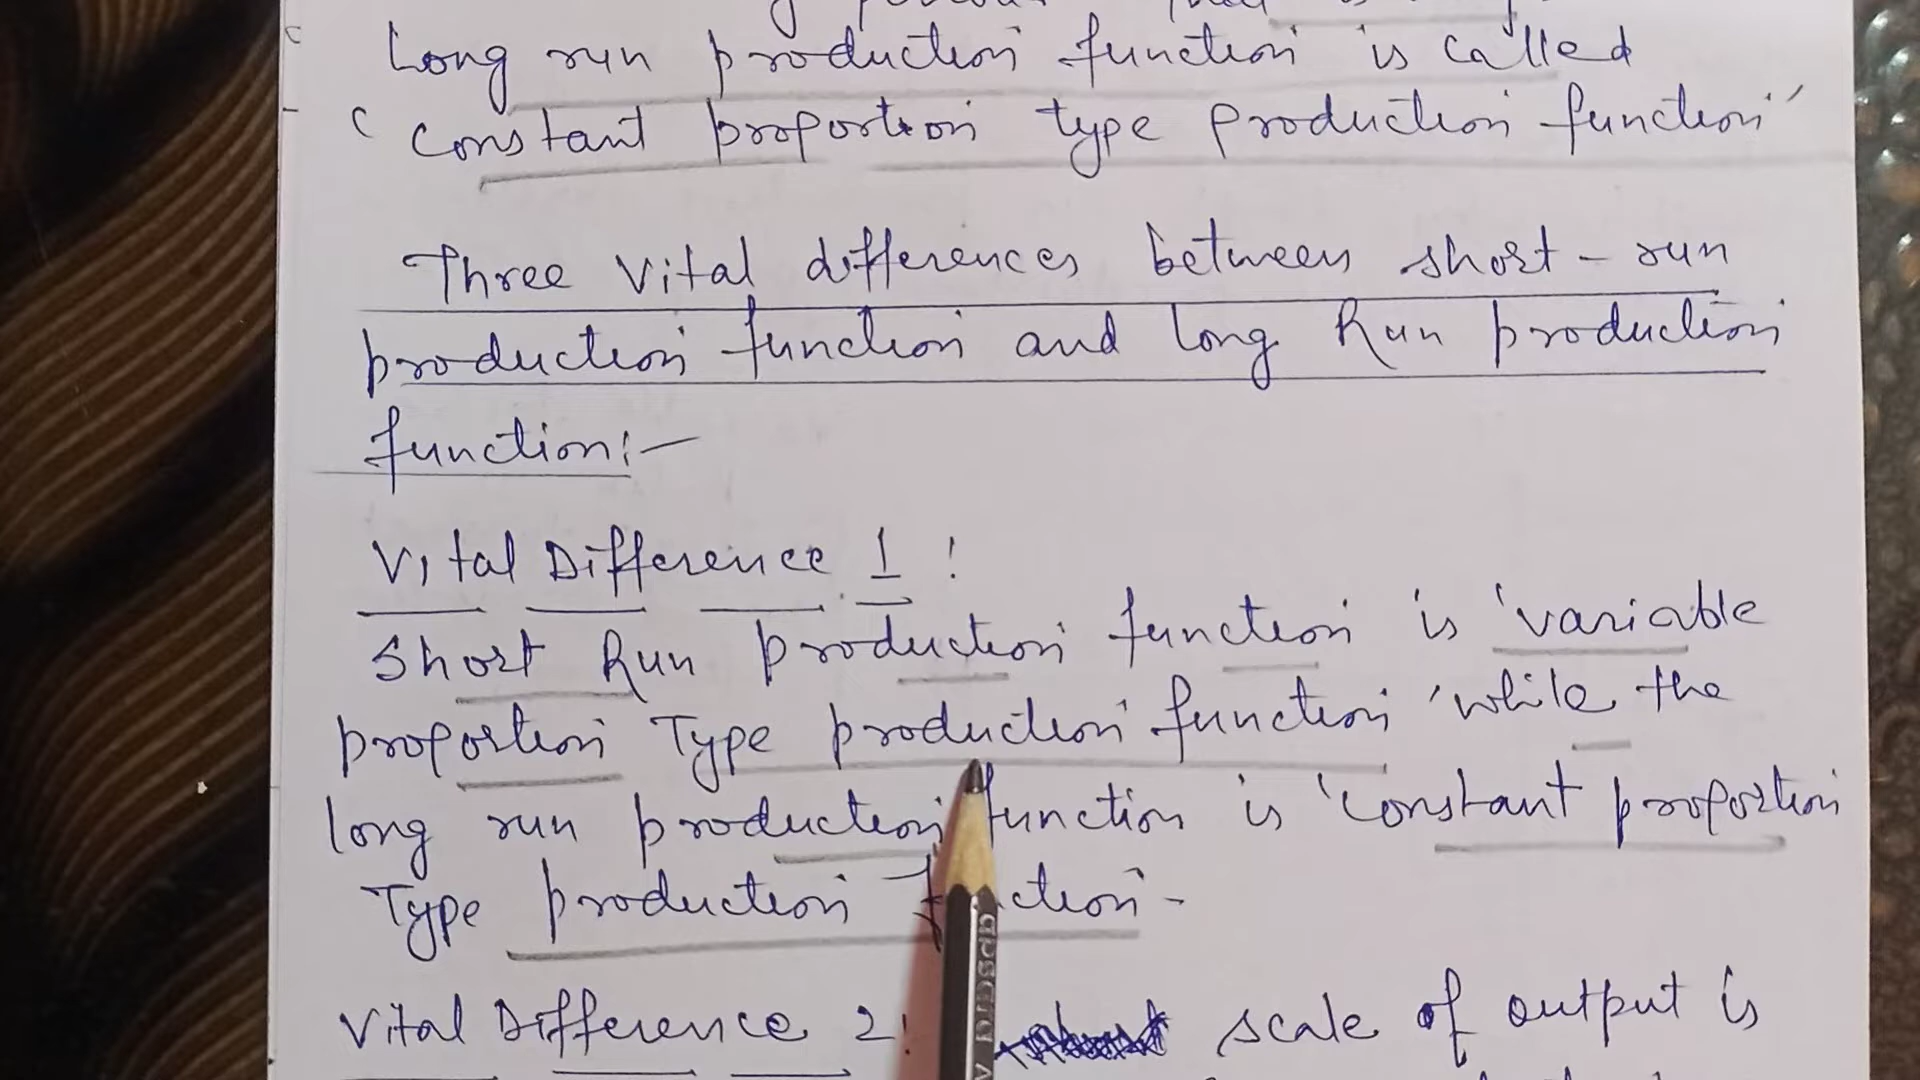 Long run production function is called
'Constant proportion type production function'
Three Vital differences between short-run
production function and long Run production
function:-
Vital Difference 1:
Short Run production function is 'variable
proportion Type production function' while the
long run production function is 'constant proportion
Type production function-
Vital Difference 2: scale of output is
apsara